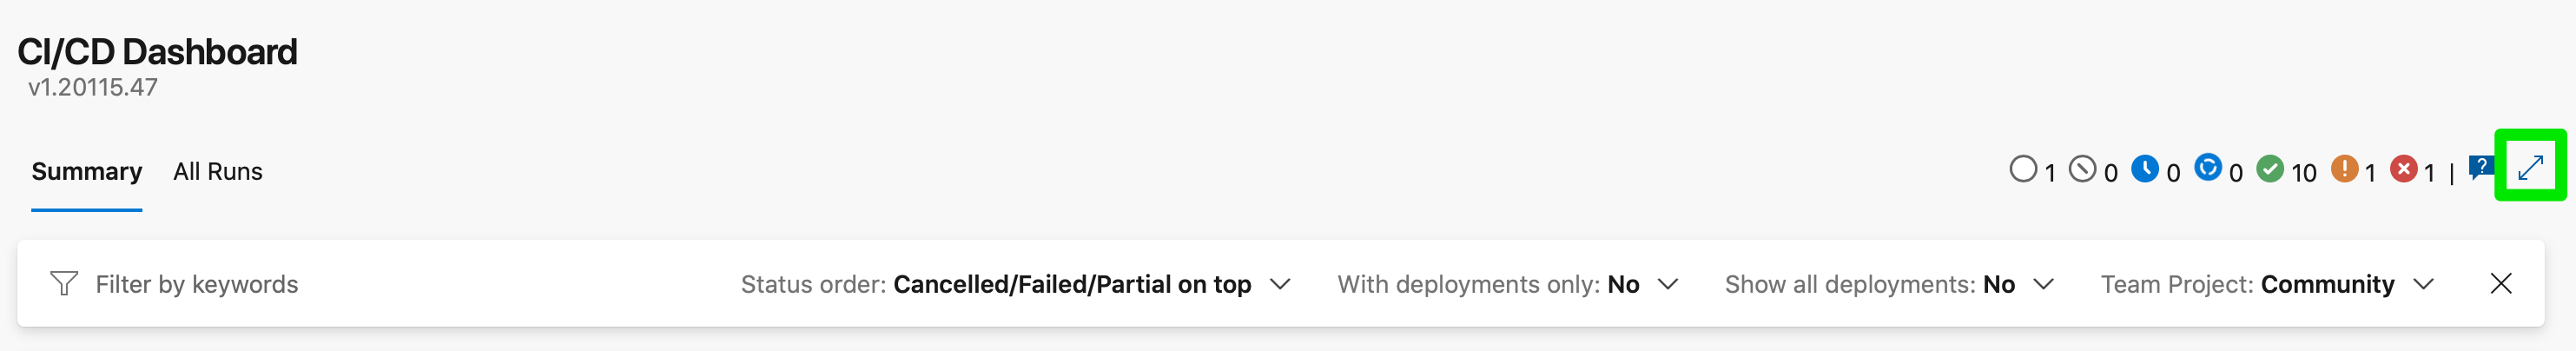 CI/CD Dashboard
v1.20115.47
Summary All Runs 1 0 0 0 10 1 1 |
Filter by keywords Status order: Cancelled/Failed/Partial on top With deployments only: No Show all deployments: No Team Project: Community